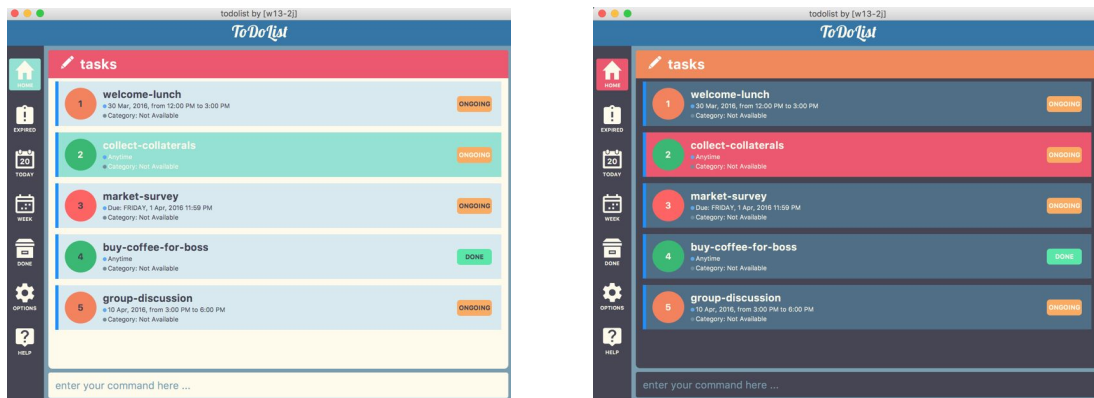 todolist by [w13-2j]
ToDoList
HOME
EXPIRED
20
TODAY
WEEK
DONE
OPTIONS
?
HELP
tasks
1
welcome-lunch
30 Mar, 2016, from 12:00 PM to 3:00 PM
Category: Not Available
ONGOING
2
collect-collaterals
Anytime
Category: Not Available
ONGOING
3
market-survey
Due: FRIDAY, 1 Apr, 2016 11:59 PM
Category: Not Available
ONGOING
4
buy-coffee-for-boss
Anytime
Category: Not Available
DONE
5
group-discussion
10 Apr, 2016, from 3:00 PM to 6:00 PM
Category: Not Available
ONGOING
enter your command here ...
todolist by [w13-2j]
ToDoList
HOME
EXPIRED
20
TODAY
WEEK
DONE
OPTIONS
?
HELP
tasks
1
welcome-lunch
30 Mar, 2016, from 12:00 PM to 3:00 PM
Category: Not Available
ONGOING
2
collect-collaterals
Anytime
Category: Not Available
ONGOING
3
market-survey
Due: FRIDAY, 1 Apr, 2016 11:59 PM
Category: Not Available
ONGOING
4
buy-coffee-for-boss
Anytime
Category: Not Available
DONE
5
group-discussion
10 Apr, 2016, from 3:00 PM to 6:00 PM
Category: Not Available
ONGOING
enter your command here ...